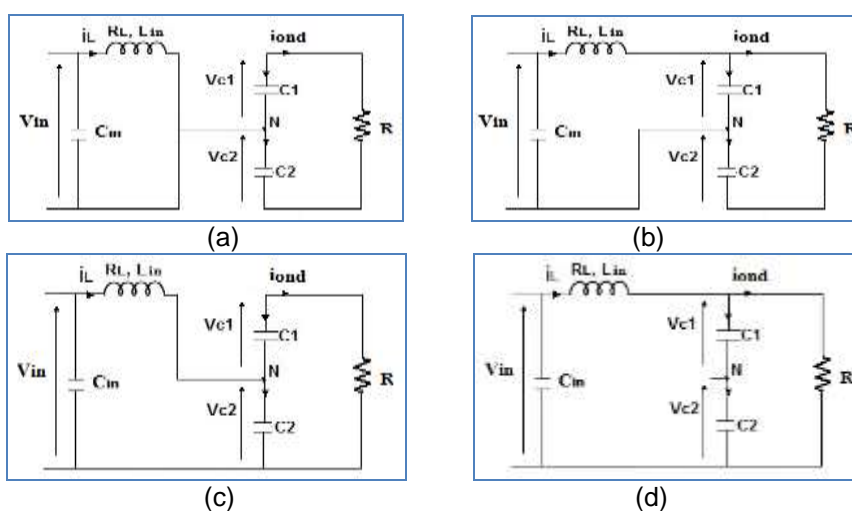 iL
RL, Lin
iond
Vin
Cin
Vc1
C1
N
Vc2
C2
R
(a)
iL
RL, Lin
iond
Vin
Cin
Vc1
C1
N
Vc2
C2
R
(b)
iL
RL, Lin
iond
Vin
Cin
Vc1
C1
N
Vc2
C2
R
(c)
iL
RL, Lin
iond
Vin
Cin
Vc1
C1
N
Vc2
C2
R
(d)